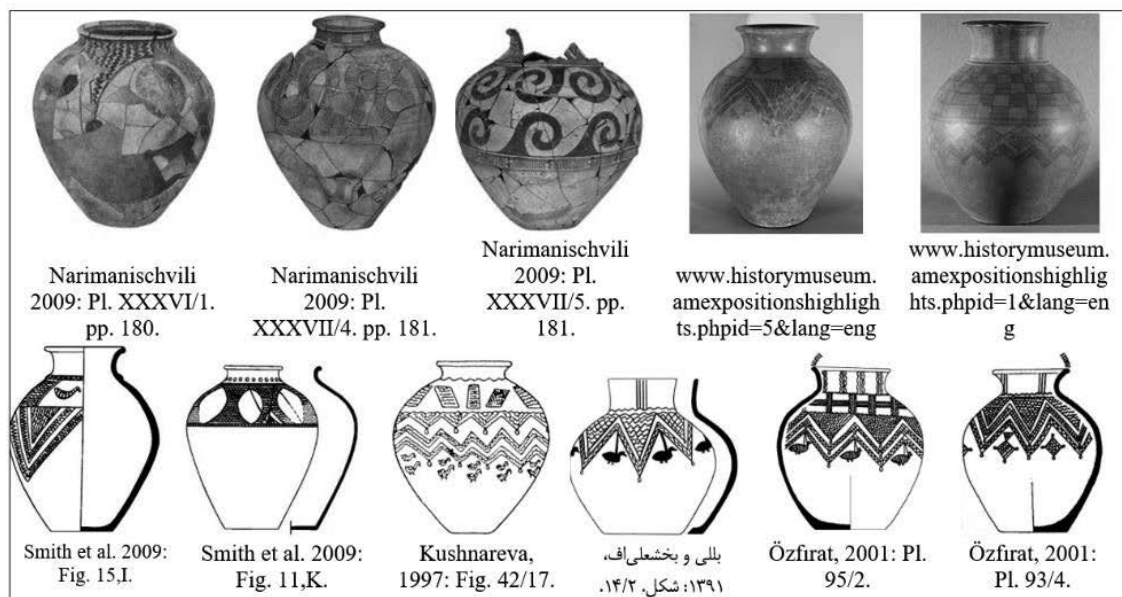 Narimanischvili
2009: Pl. XXXVI/1.
pp. 180.
Narimanischvili
2009: Pl.
XXXVII/4. pp. 181.
Narimanischvili
2009: Pl.
XXXVII/5. pp.
181.
www.historymuseum.
amexpositionshighligh
ts.phpid=5&lang=eng
www.historymuseum.
amexpositionshighlig
hts.phpid=1&lang=en
g
Smith et al. 2009:
Fig. 15,I.
Smith et al. 2009:
Fig. 11,K.
Kushnareva,
1997: Fig. 42/17.
بللی و بخشعلی‌اف،
۱۳۹۱: شکل. ۱۴/۲.
Özfırat, 2001: Pl.
95/2.
Özfırat, 2001:
Pl. 93/4.